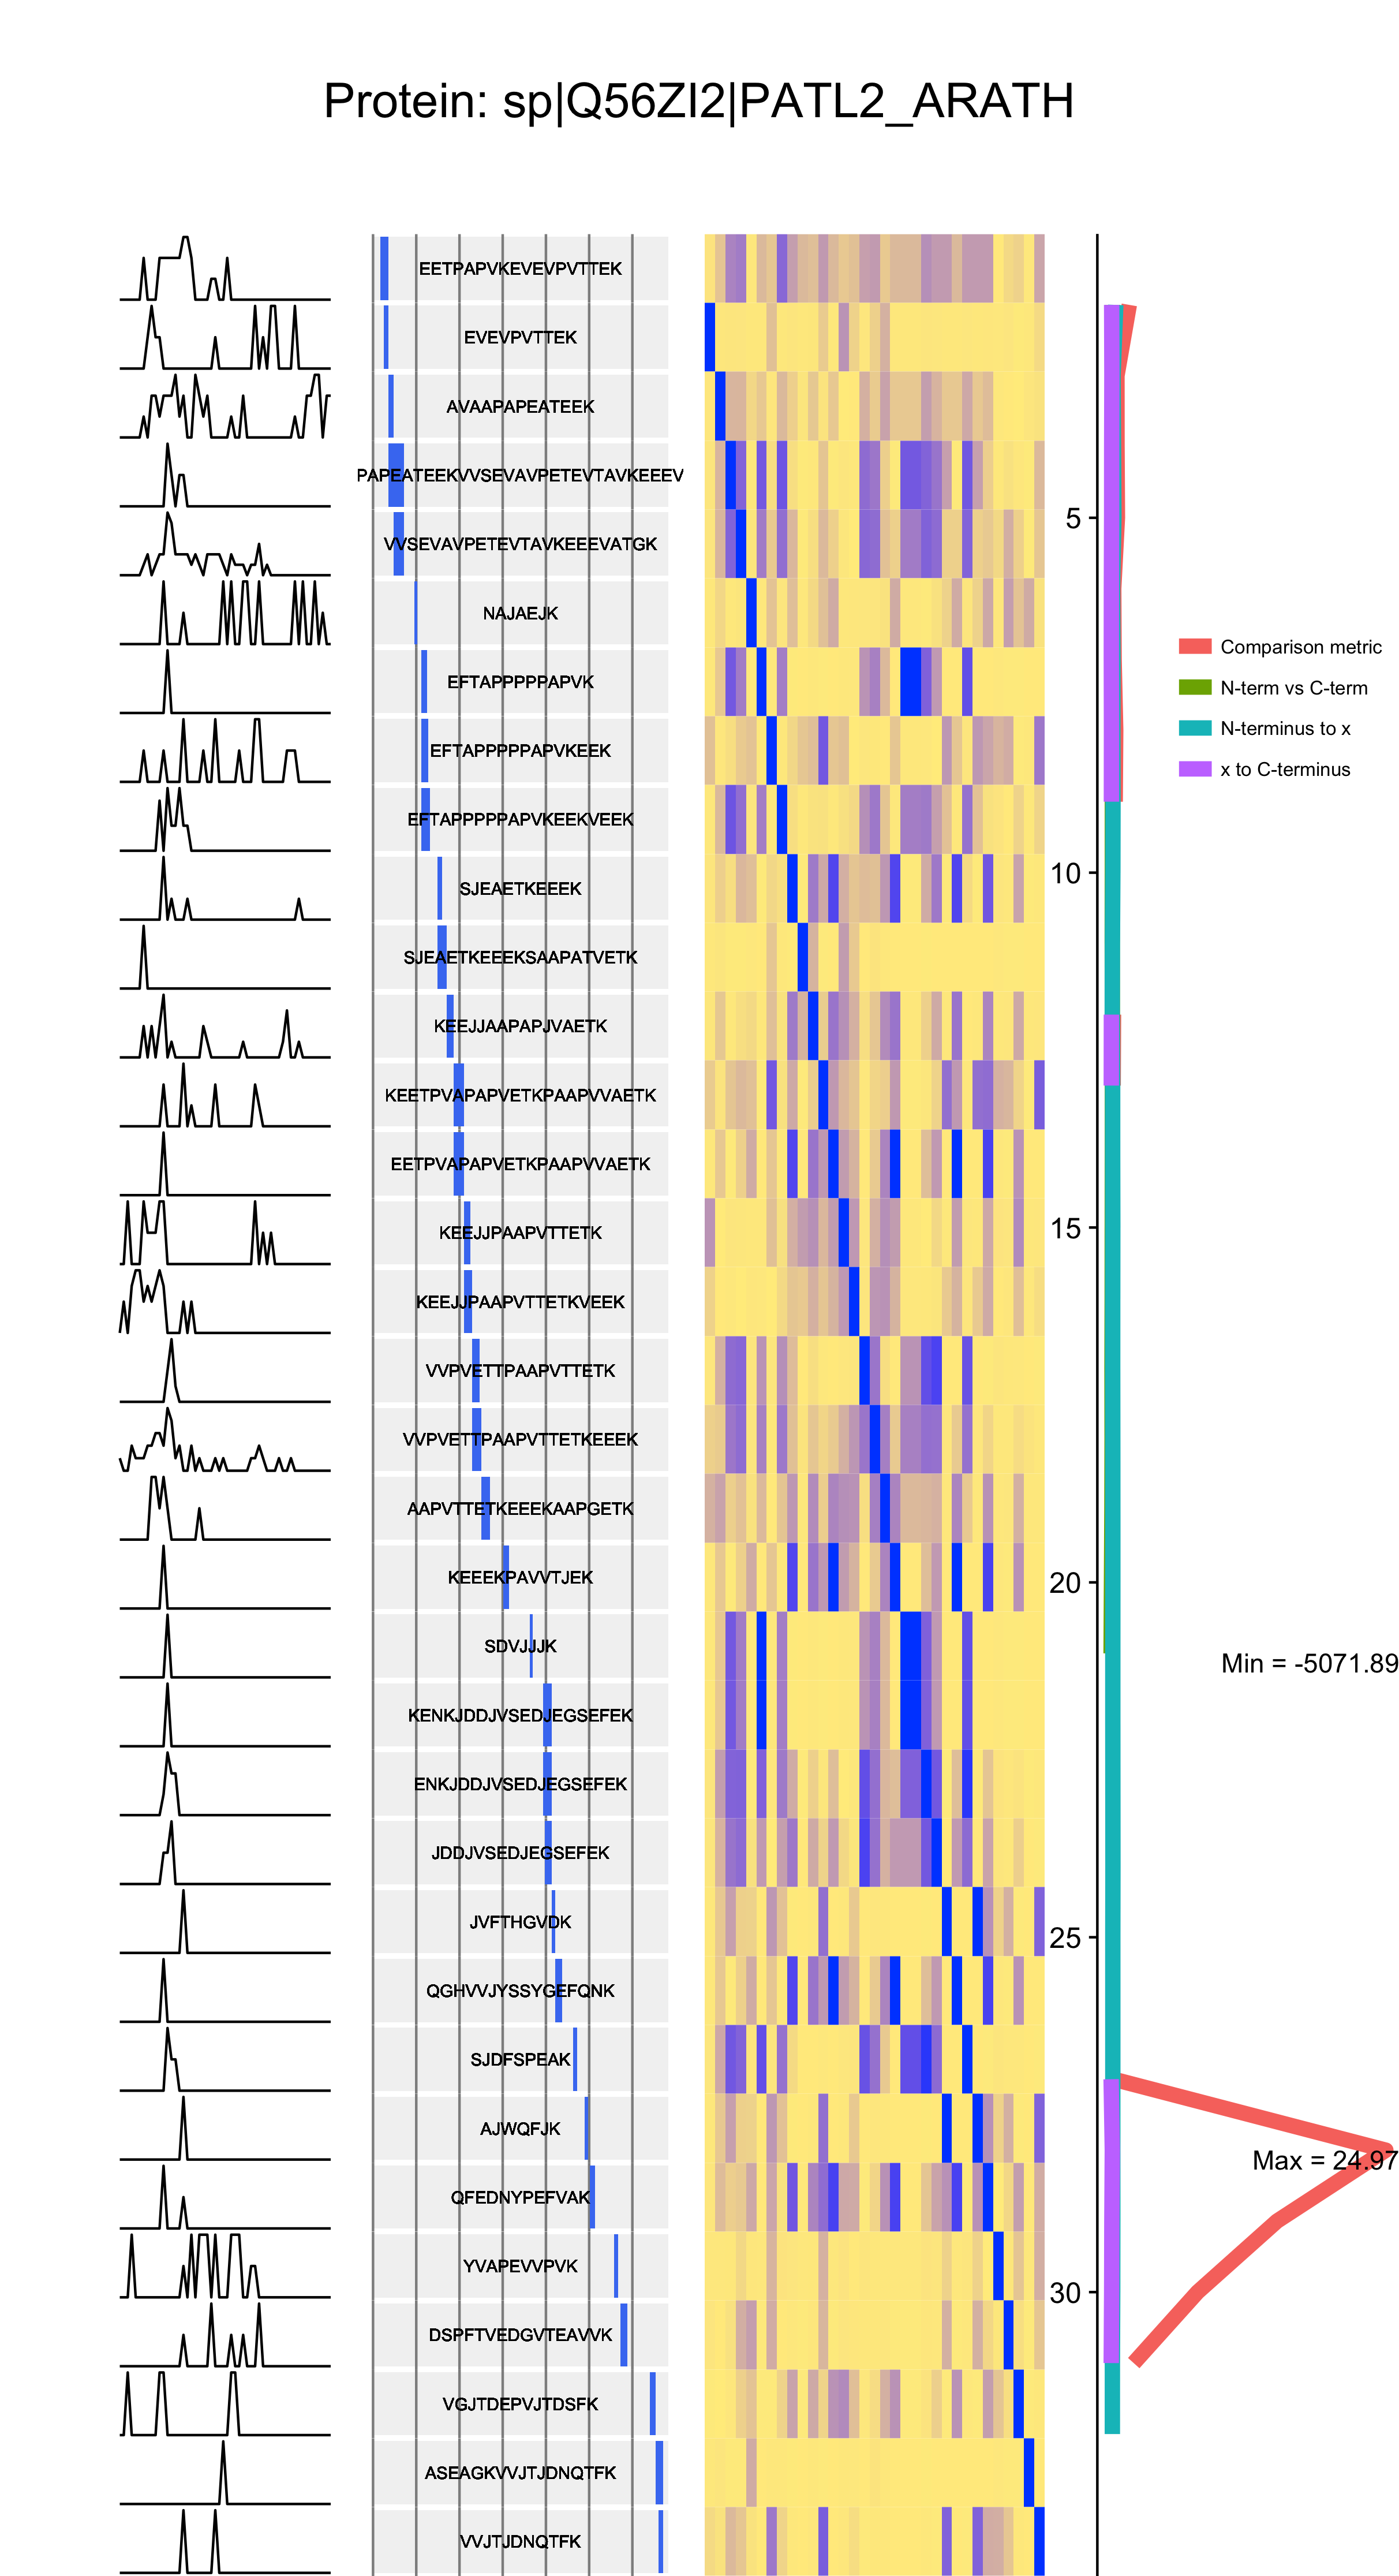 Protein: sp|Q56ZI2|PATL2_ARATH
EETPAPVKEVEVPVTTEK
EVEVPVTTEK
AVAAPAPEATEEK
PAPEATEEKVVSEVAVPETEVTAVKEEEV
VVSEVAVPETEVTAVKEEEVATGK
5
NAJAEJK
Comparison metric
EFTAPPPPPAPVK
N-term vs C-term
N-terminus to x
EFTAPPPPPAPVKEEK
x to C-terminus
EFTAPPPPPAPVKEEKVEEK
10
SJEAETKEEEK
SJEAETKEEEKSAAPATVETK
KEEJJAAPAPJVAETK
KEETPVAPAPVETKPAAPVVAETK
EETPVAPAPVETKPAAPVVAETK
15
KEEJJPAAPVTTETK
KEEJJPAAPVTTETKVEEK
VVPVETTPAAPVTTETK
VVPVETTPAAPVTTETKEEEK
AAPVTTETKEEEKAAPGETK
KEEEKPAVVTJEK
20
SDVJJJK
Min = -5071.89
KENKJDDJVSEDJEGSEFEK
ENKJDDJVSEDJEGSEFEK
JDDJVSEDJEGSEFEK
JVFTHGVDK
25
QGHVVJYSSYGEFQNK
SJDFSPEAK
AJWQFJK
Max = 24.97
QFEDNYPEFVAK
YVAPEVVPVK
30
DSPFTVEDGVTEAVVK
VGJTDEPVJTDSFK
ASEAGKVVJTJDNQTFK
VVJTJDNQTFK